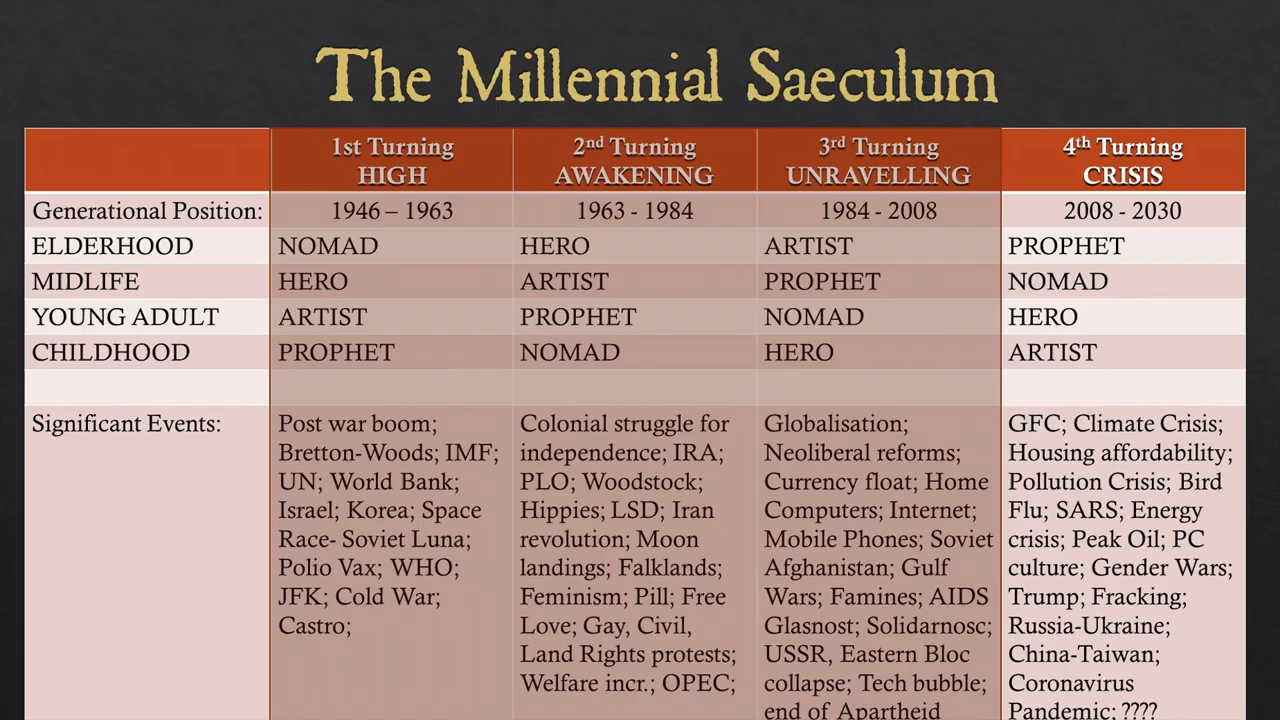 The Millennial Saeculum
1st Turning
HIGH
2nd Turning
AWAKENING
3rd Turning
UNRAVELLING
4th Turning
CRISIS
Generational Position:
1946 – 1963
1963 - 1984
1984 - 2008
2008 - 2030
ELDERHOOD
NOMAD
HERO
ARTIST
PROPHET
MIDLIFE
HERO
ARTIST
PROPHET
NOMAD
YOUNG ADULT
ARTIST
PROPHET
NOMAD
HERO
CHILDHOOD
PROPHET
NOMAD
HERO
ARTIST
Significant Events:
Post war boom;
Bretton-Woods; IMF;
UN; World Bank;
Israel; Korea; Space
Race- Soviet Luna;
Polio Vax; WHO;
JFK; Cold War;
Castro;
Colonial struggle for
independence; IRA;
PLO; Woodstock;
Hippies; LSD; Iran
revolution; Moon
landings; Falklands;
Feminism; Pill; Free
Love; Gay, Civil,
Land Rights protests;
Welfare incr.; OPEC;
Globalisation;
Neoliberal reforms;
Currency float; Home
Computers; Internet;
Mobile Phones; Soviet
Afghanistan; Gulf
Wars; Famines; AIDS
Glasnost; Solidarnosc;
USSR, Eastern Bloc
collapse; Tech bubble;
end of Apartheid
GFC; Climate Crisis;
Housing affordability;
Pollution Crisis; Bird
Flu; SARS; Energy
crisis; Peak Oil; PC
culture; Gender Wars;
Trump; Fracking;
Russia-Ukraine;
China-Taiwan;
Coronavirus
Pandemic; ????